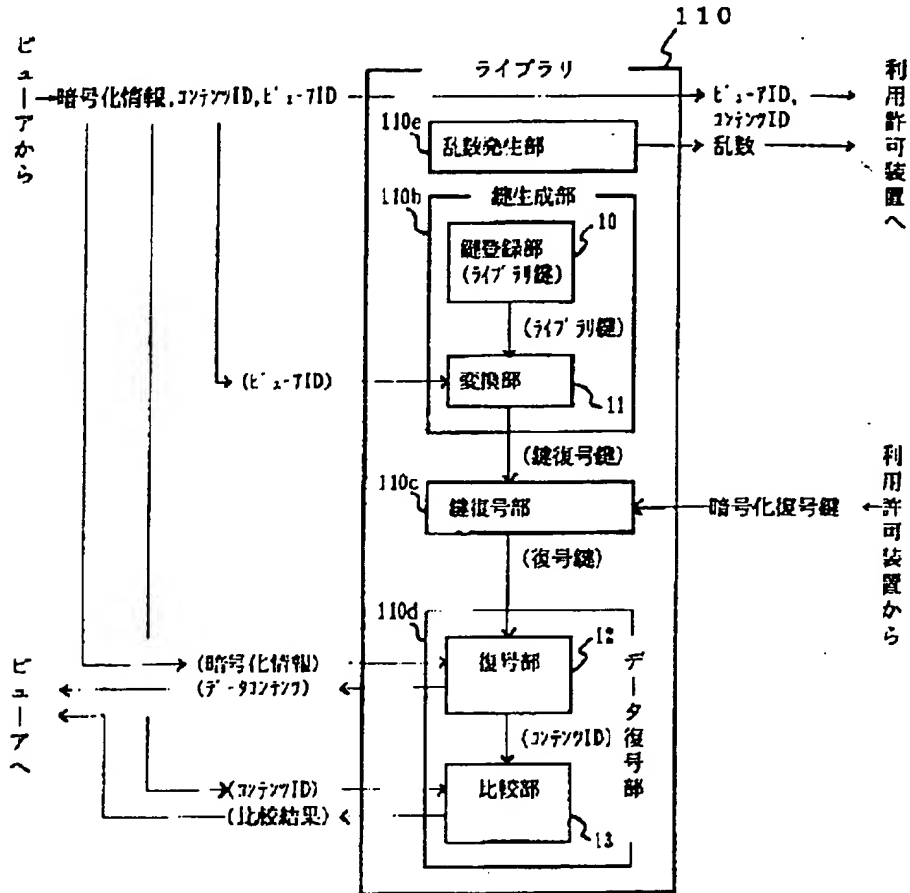 110
ライブラリ
ビューアから
暗号化情報,コンテンツID,ビューアID
ビューアID,
コンテンツID
利用許可装置へ
110e
乱数発生部
乱数
110b
鍵生成部
10
鍵登録部
(ライブラリ鍵)
(ライブラリ鍵)
(ビューアID)
変換部
11
(鍵復号鍵)
110c
鍵復号部
暗号化復号鍵
利用許可装置から
(復号鍵)
110d
12
(暗号化情報)
復号部
データ復号部
(データコンテンツ)
ビューアへ
(コンテンツID)
(コンテンツID)
比較部
(比較結果)
13